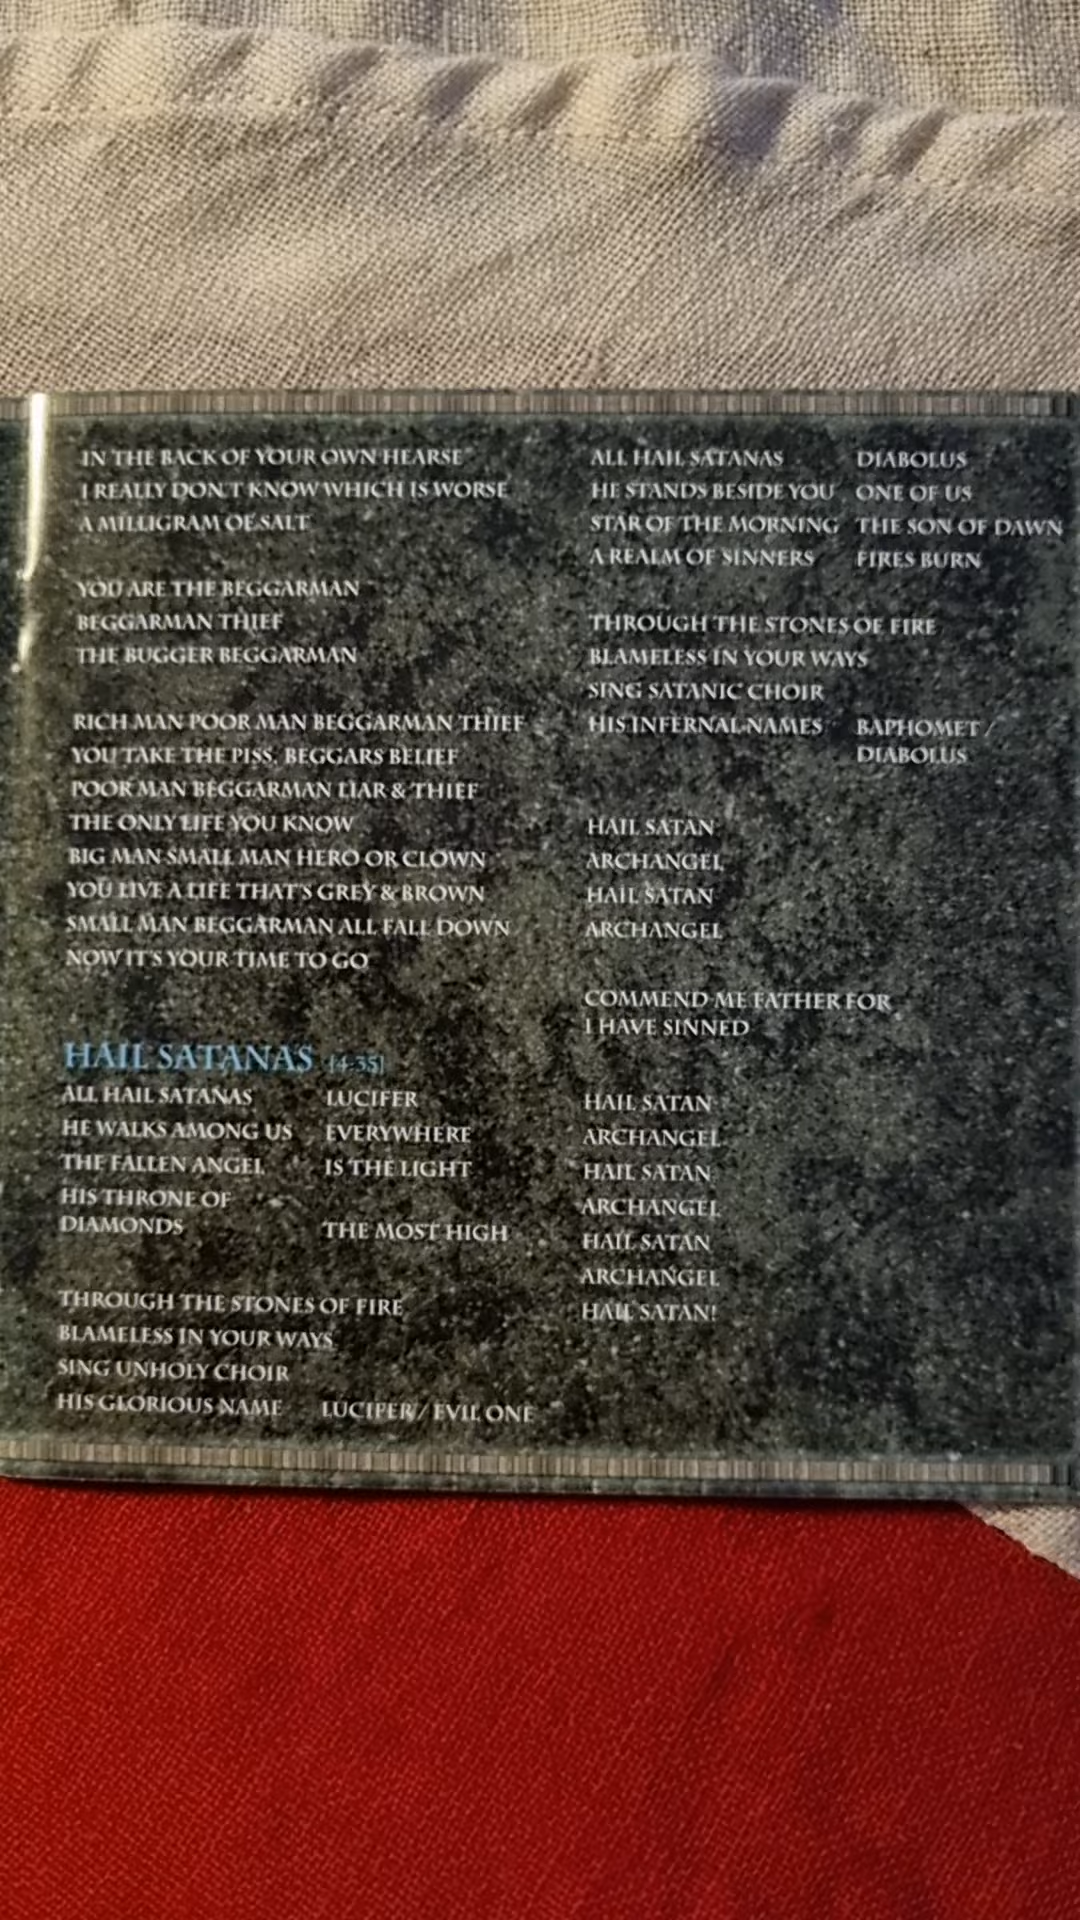 IN THE BACK OF YOUR OWN HEARSE
I REALLY DON'T KNOW WHICH IS WORSE
A MILLIGRAM OF SALT
YOU ARE THE BEGGARMAN
BEGGARMAN THIEF
THE BUGGER BEGGARMAN
RICH MAN POOR MAN BEGGARMAN THIEF
YOU TAKE THE PISS, BEGGARS BELIEF
POOR MAN BEGGARMAN LIAR & THIEF
THE ONLY LIFE YOU KNOW
BIG MAN SMALL MAN HERO OR CLOWN
YOU LIVE A LIFE THAT'S GREY & BROWN
SMALL MAN BEGGARMAN ALL FALL DOWN
NOW IT'S YOUR TIME TO GO
HAIL SATANAS [4-35]
ALL HAIL SATANAS LUCIFER
HE WALKS AMONG US EVERYWHERE
THE FALLEN ANGEL IS THE LIGHT
HIS THRONE OF
DIAMONDS THE MOST HIGH
THROUGH THE STONES OF FIRE
BLAMELESS IN YOUR WAYS
SING UNHOLY CHOIR
HIS GLORIOUS NAME LUCIFER / EVIL ONE
ALL HAIL SATANAS DIABOLUS
HE STANDS BESIDE YOU ONE OF US
STAR OF THE MORNING THE SON OF DAWN
A REALM OF SINNERS FIRES BURN
THROUGH THE STONES OF FIRE
BLAMELESS IN YOUR WAYS
SING SATANIC CHOIR
HIS INFERNAL NAMES BAPHOMET /
DIABOLUS
HAIL SATAN
ARCHANGEL
HAIL SATAN
ARCHANGEL
COMMEND ME FATHER FOR
I HAVE SINNED
HAIL SATAN
ARCHANGEL
HAIL SATAN
ARCHANGEL
HAIL SATAN
ARCHANGEL
HAIL SATAN!